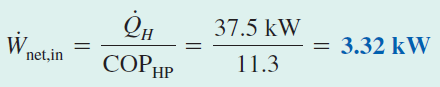 Ẇnet,in = Q̇H / COPHP = 37.5 kW / 11.3 = 3.32 kW